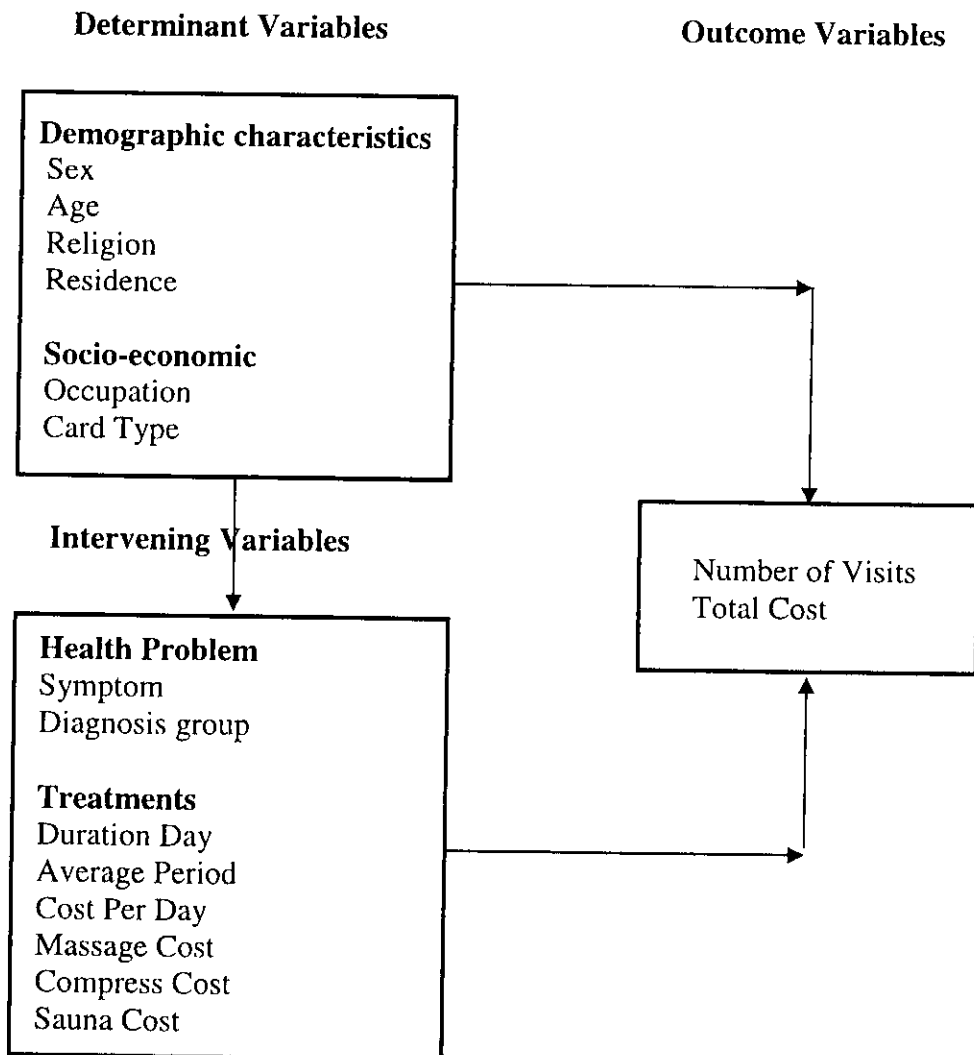 Determinant Variables
Outcome Variables
Demographic characteristics
Sex
Age
Religion
Residence
Socio-economic
Occupation
Card Type
Intervening Variables
Number of Visits
Total Cost
Health Problem
Symptom
Diagnosis group
Treatments
Duration Day
Average Period
Cost Per Day
Massage Cost
Compress Cost
Sauna Cost